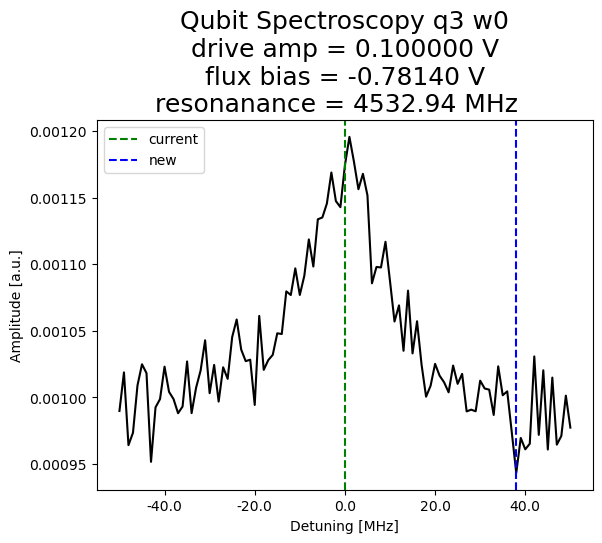 Qubit Spectroscopy q3 w0
drive amp = 0.100000 V
flux bias = -0.78140 V
resonanance = 4532.94 MHz
current
new
0.00120
0.00115
0.00110
0.00105
0.00100
0.00095
Amplitude [a.u.]
-40.0 -20.0 0.0 20.0 40.0
Detuning [MHz]